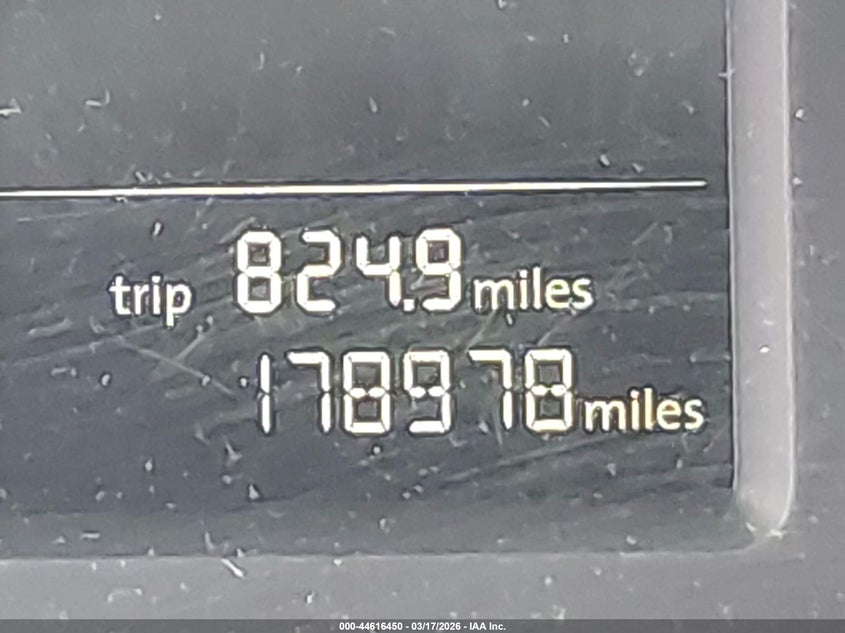 trip 824.9 miles
178978 miles
000-44616450 - 03/17/2026 - IAA Inc.